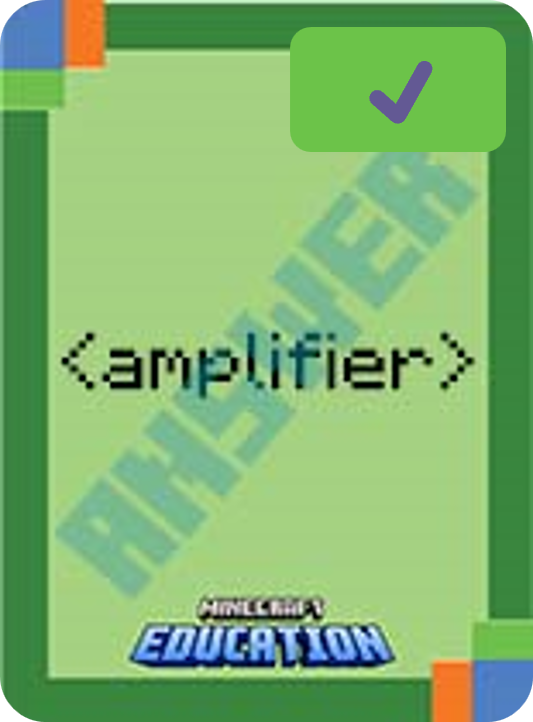 ANSWER
<amplifier>
MINECRAFT
EDUCATION